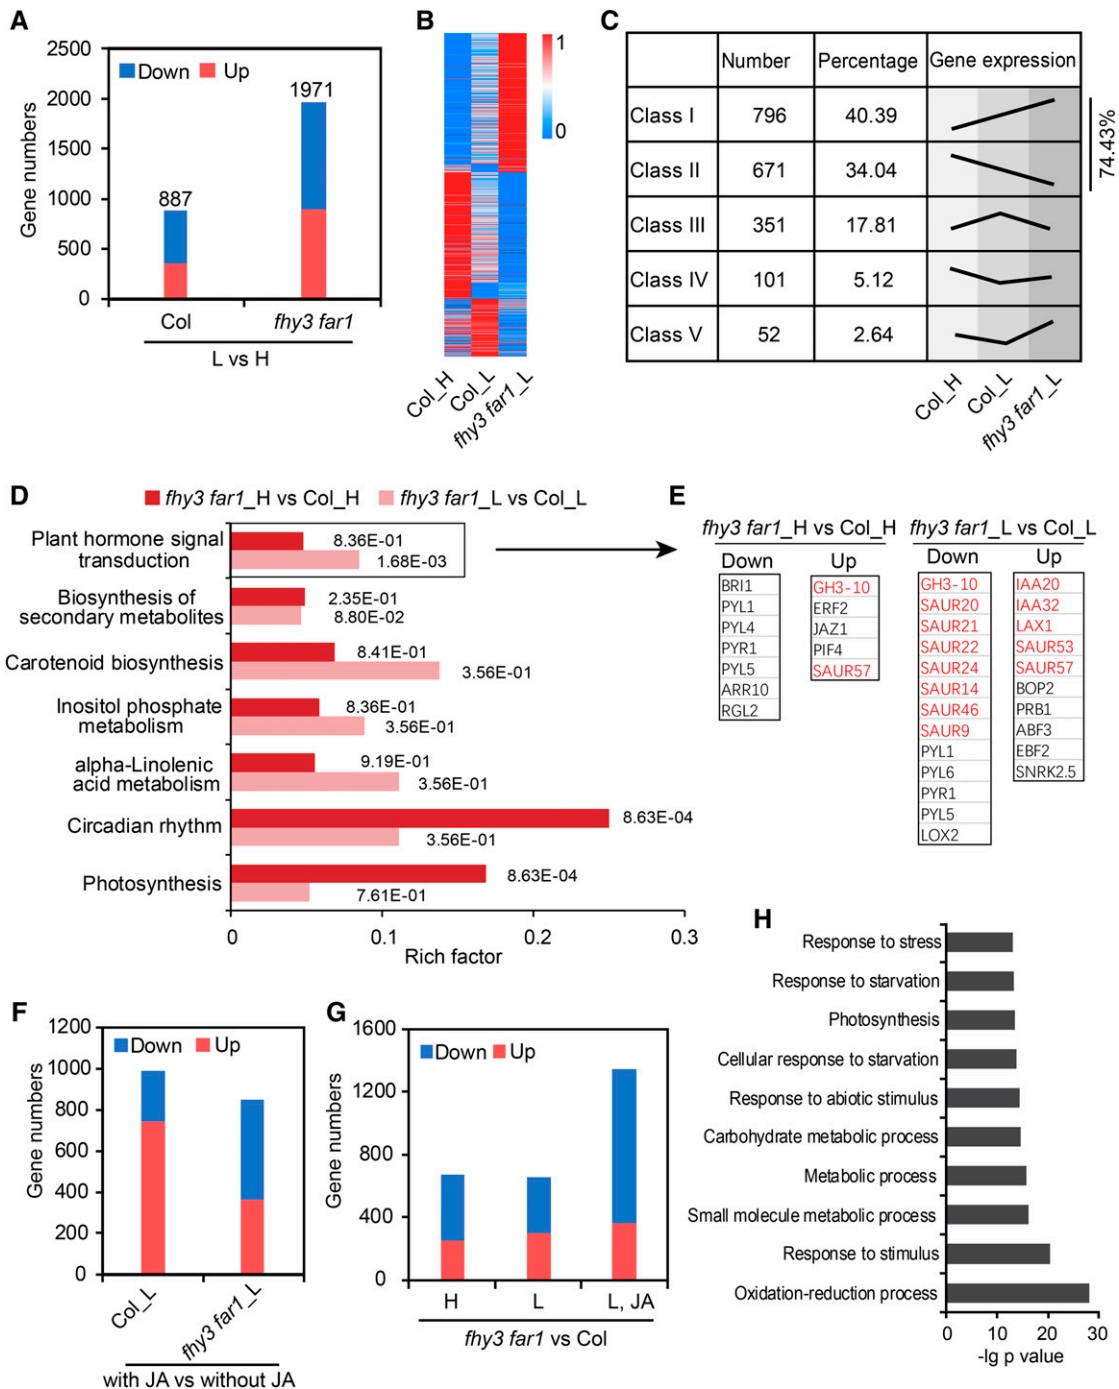 A
2500
2000
1500
1000
500
0
Gene numbers
Down Up
887
1971
Col
fhy3 far1
L vs H
B
1
0
Col_H
Col_L
fhy3 far1_L
C
Number Percentage Gene expression
Class I 796 40.39
Class II 671 34.04
Class III 351 17.81
Class IV 101 5.12
Class V 52 2.64
74.43%
Col_H
Col_L
fhy3 far1_L
D
fhy3 far1_H vs Col_H fhy3 far1_L vs Col_L
Plant hormone signal
transduction
8.36E-01
1.68E-03
Biosynthesis of
secondary metabolites
2.35E-01
8.80E-02
Carotenoid biosynthesis
8.41E-01
3.56E-01
Inositol phosphate
metabolism
8.36E-01
3.56E-01
alpha-Linolenic
acid metabolism
9.19E-01
3.56E-01
Circadian rhythm
8.63E-04
3.56E-01
Photosynthesis
8.63E-04
7.61E-01
0 0.1 0.2 0.3
Rich factor
E
fhy3 far1_H vs Col_H
Down
BRI1
PYL1
PYL4
PYR1
PYL5
ARR10
RGL2
Up
GH3-10
ERF2
JAZ1
PIF4
SAUR57
fhy3 far1_L vs Col_L
Down
GH3-10
SAUR20
SAUR21
SAUR22
SAUR24
SAUR14
SAUR46
SAUR9
PYL1
PYL6
PYR1
PYL5
LOX2
Up
IAA20
IAA32
LAX1
SAUR53
SAUR57
BOP2
PRB1
ABF3
EBF2
SNRK2.5
F
1200
1000
800
600
400
200
0
Gene numbers
Down Up
Col_L
fhy3 far1_L
with JA vs without JA
G
1600
1200
800
400
0
Gene numbers
Down Up
H L L, JA
fhy3 far1 vs Col
H
Response to stress
Response to starvation
Photosynthesis
Cellular response to starvation
Response to abiotic stimulus
Carbohydrate metabolic process
Metabolic process
Small molecule metabolic process
Response to stimulus
Oxidation-reduction process
0 10 20 30
-lg p value